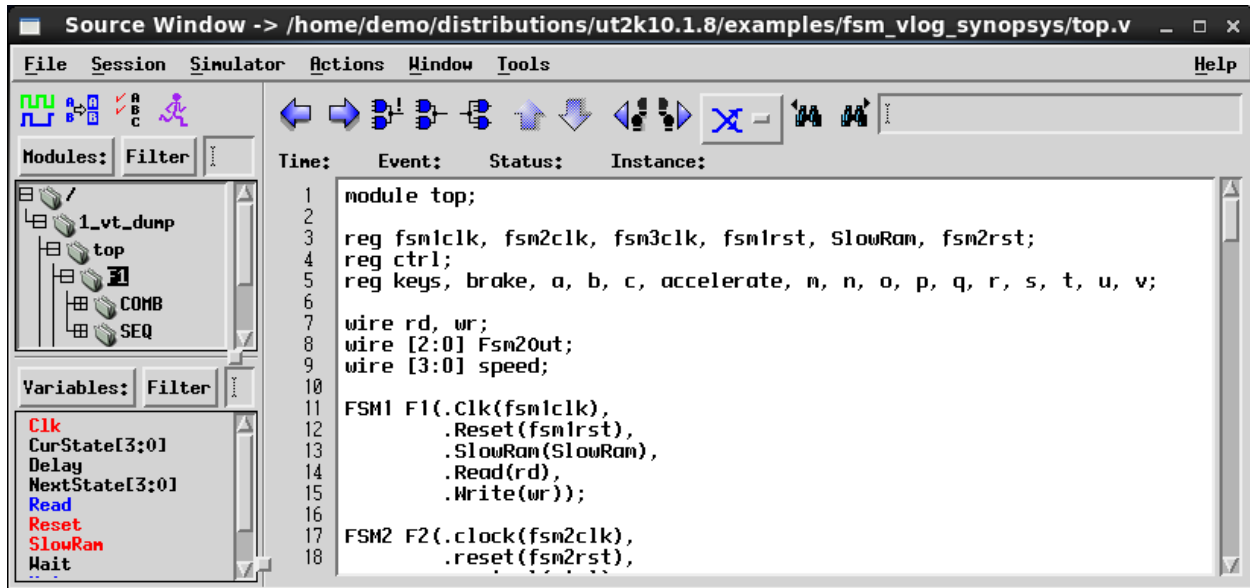 Source Window -> /home/demo/distributions/ut2k10.1.8/examples/fsm_vlog_synopsys/top.v
File Session Simulator Actions Window Tools Help
Modules: Filter
Time: Event: Status: Instance:
/
1_vt_dump
top
F1
COMB
SEQ
Variables: Filter
Clk
CurState[3:0]
Delay
NextState[3:0]
Read
Reset
SlowRam
Wait
1 module top;
2
3 reg fsm1clk, fsm2clk, fsm3clk, fsm1rst, SlowRam, fsm2rst;
4 reg ctrl;
5 reg keys, brake, a, b, c, accelerate, m, n, o, p, q, r, s, t, u, v;
6
7 wire rd, wr;
8 wire [2:0] Fsm2Out;
9 wire [3:0] speed;
10
11 FSM1 F1(.Clk(fsm1clk),
12 .Reset(fsm1rst),
13 .SlowRam(SlowRam),
14 .Read(rd),
15 .Write(wr));
16
17 FSM2 F2(.clock(fsm2clk),
18 .reset(fsm2rst),